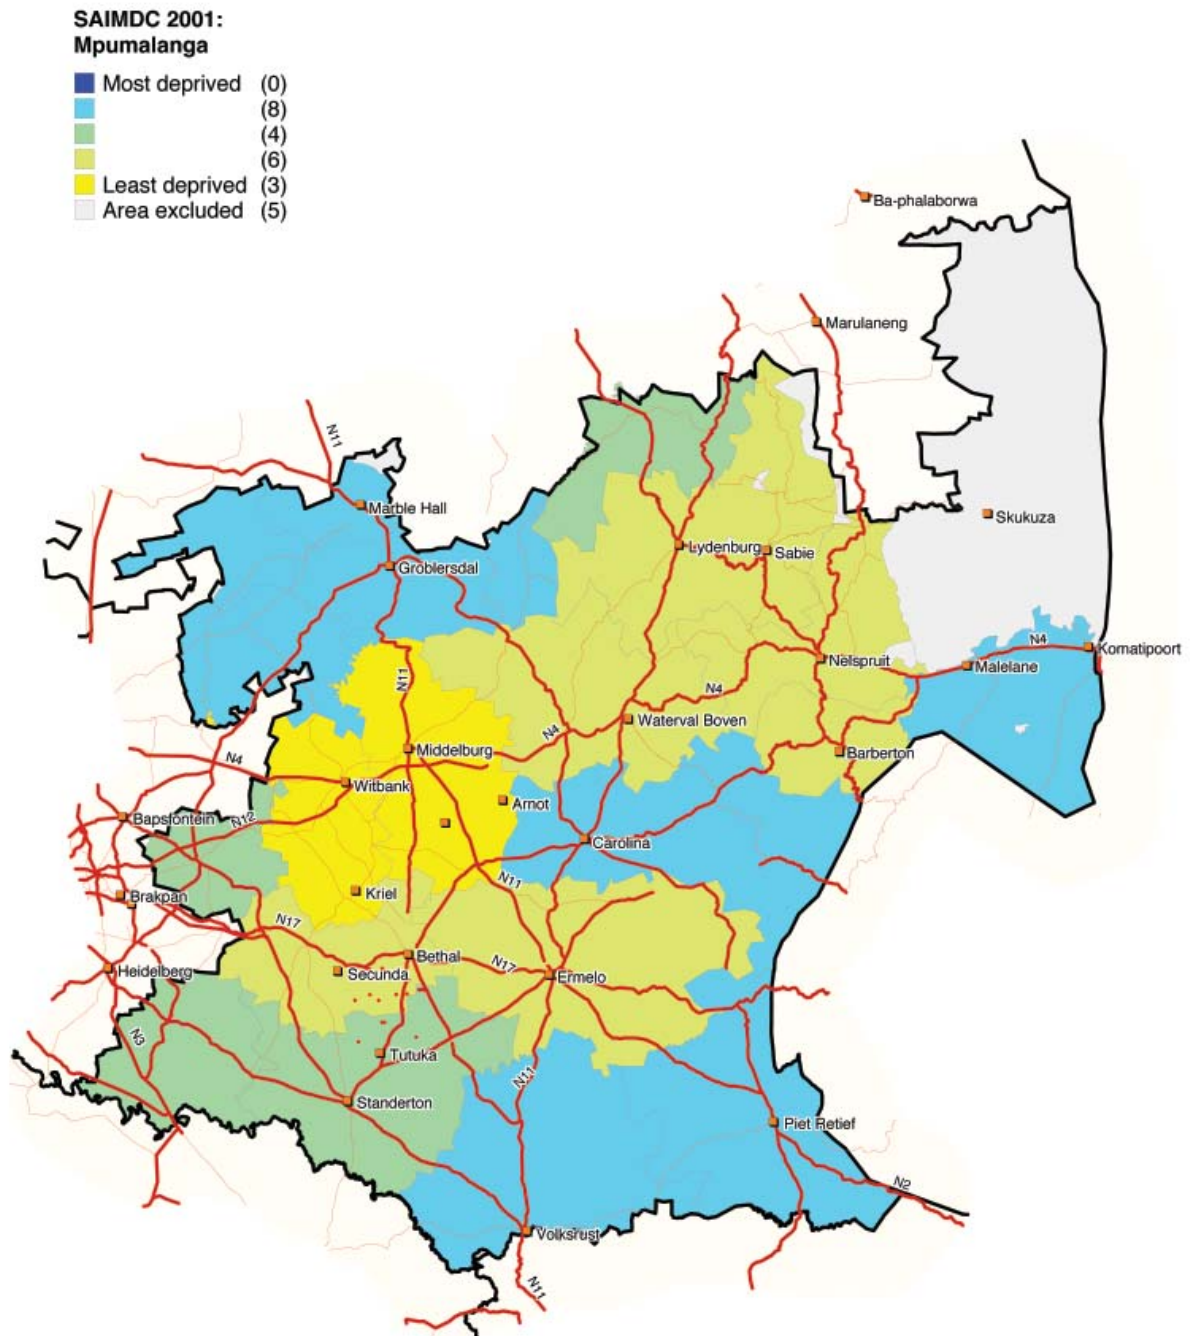 SAIMDC 2001:
Mpumalanga
Most deprived (0)
(8)
(4)
(6)
Least deprived (3)
Area excluded (5)
Ba-phalaborwa
Marulaneng
N11
Marble Hall
Skukuza
Lydenburg
Sabie
Groblersdal
N4
Komatipoort
Nelspruit
Malelane
N11
N4
Waterval Boven
N4
Middelburg
Barberton
N4
Witbank
Arnot
Bapsfontein
N12
Carolina
N11
Kriel
Brakpan
N17
Bethal
N17
Heidelberg
Secunda
Ermelo
N3
Tutuka
N11
Standerton
Piet Retief
N2
Volksrust
N11